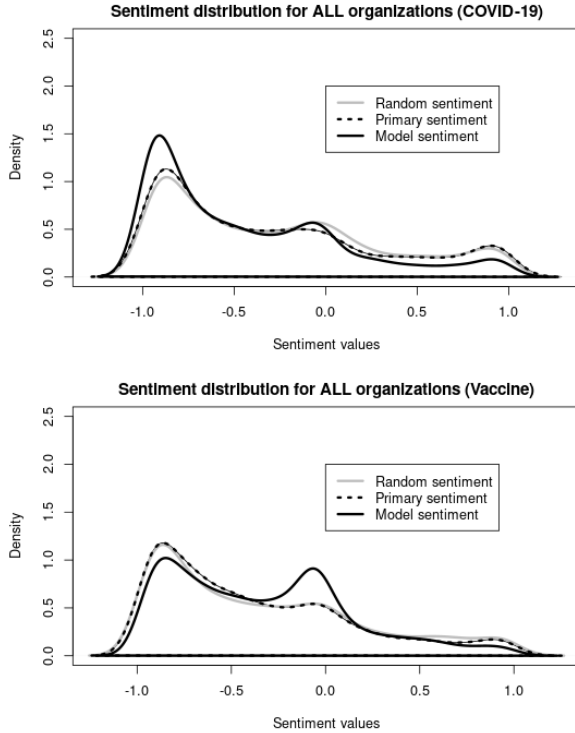 Sentiment distribution for ALL organizations (COVID-19)
Density
2.5
2.0
1.5
1.0
0.5
0.0
Random sentiment
Primary sentiment
Model sentiment
-1.0 -0.5 0.0 0.5 1.0
Sentiment values
Sentiment distribution for ALL organizations (Vaccine)
Density
2.5
2.0
1.5
1.0
0.5
0.0
Random sentiment
Primary sentiment
Model sentiment
-1.0 -0.5 0.0 0.5 1.0
Sentiment values